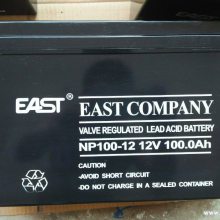 EAST
EAST COMPANY
VALVE REGULATED LEAD ACID BATTERY
NP100-12 12V 100.0Ah
CAUTION:
-AVOID SHORT CIRCUIT
-DO NOT CHARGE IN A SEALED CONTAINER